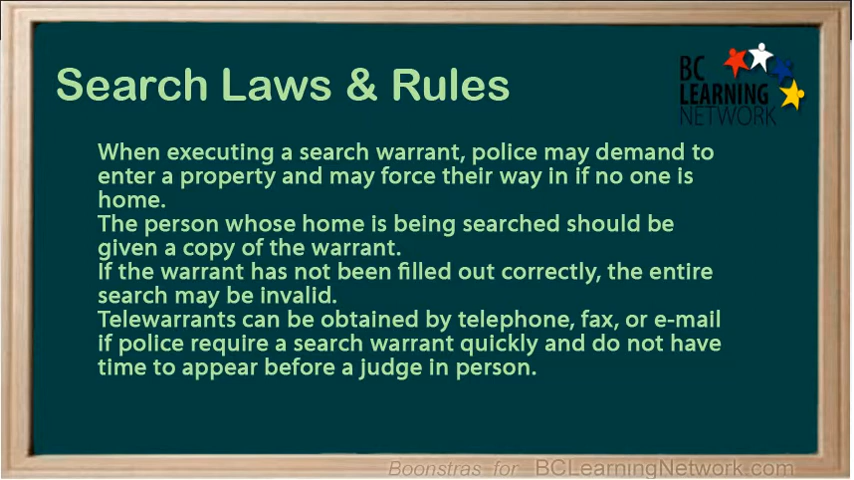 Search Laws & Rules
BC
LEARNING
NETWORK
When executing a search warrant, police may demand to
enter a property and may force their way in if no one is
home.
The person whose home is being searched should be
given a copy of the warrant.
If the warrant has not been filled out correctly, the entire
search may be invalid.
Telewarrants can be obtained by telephone, fax, or e-mail
if police require a search warrant quickly and do not have
time to appear before a judge in person.
Boonstras for BCLearningNetwork.com